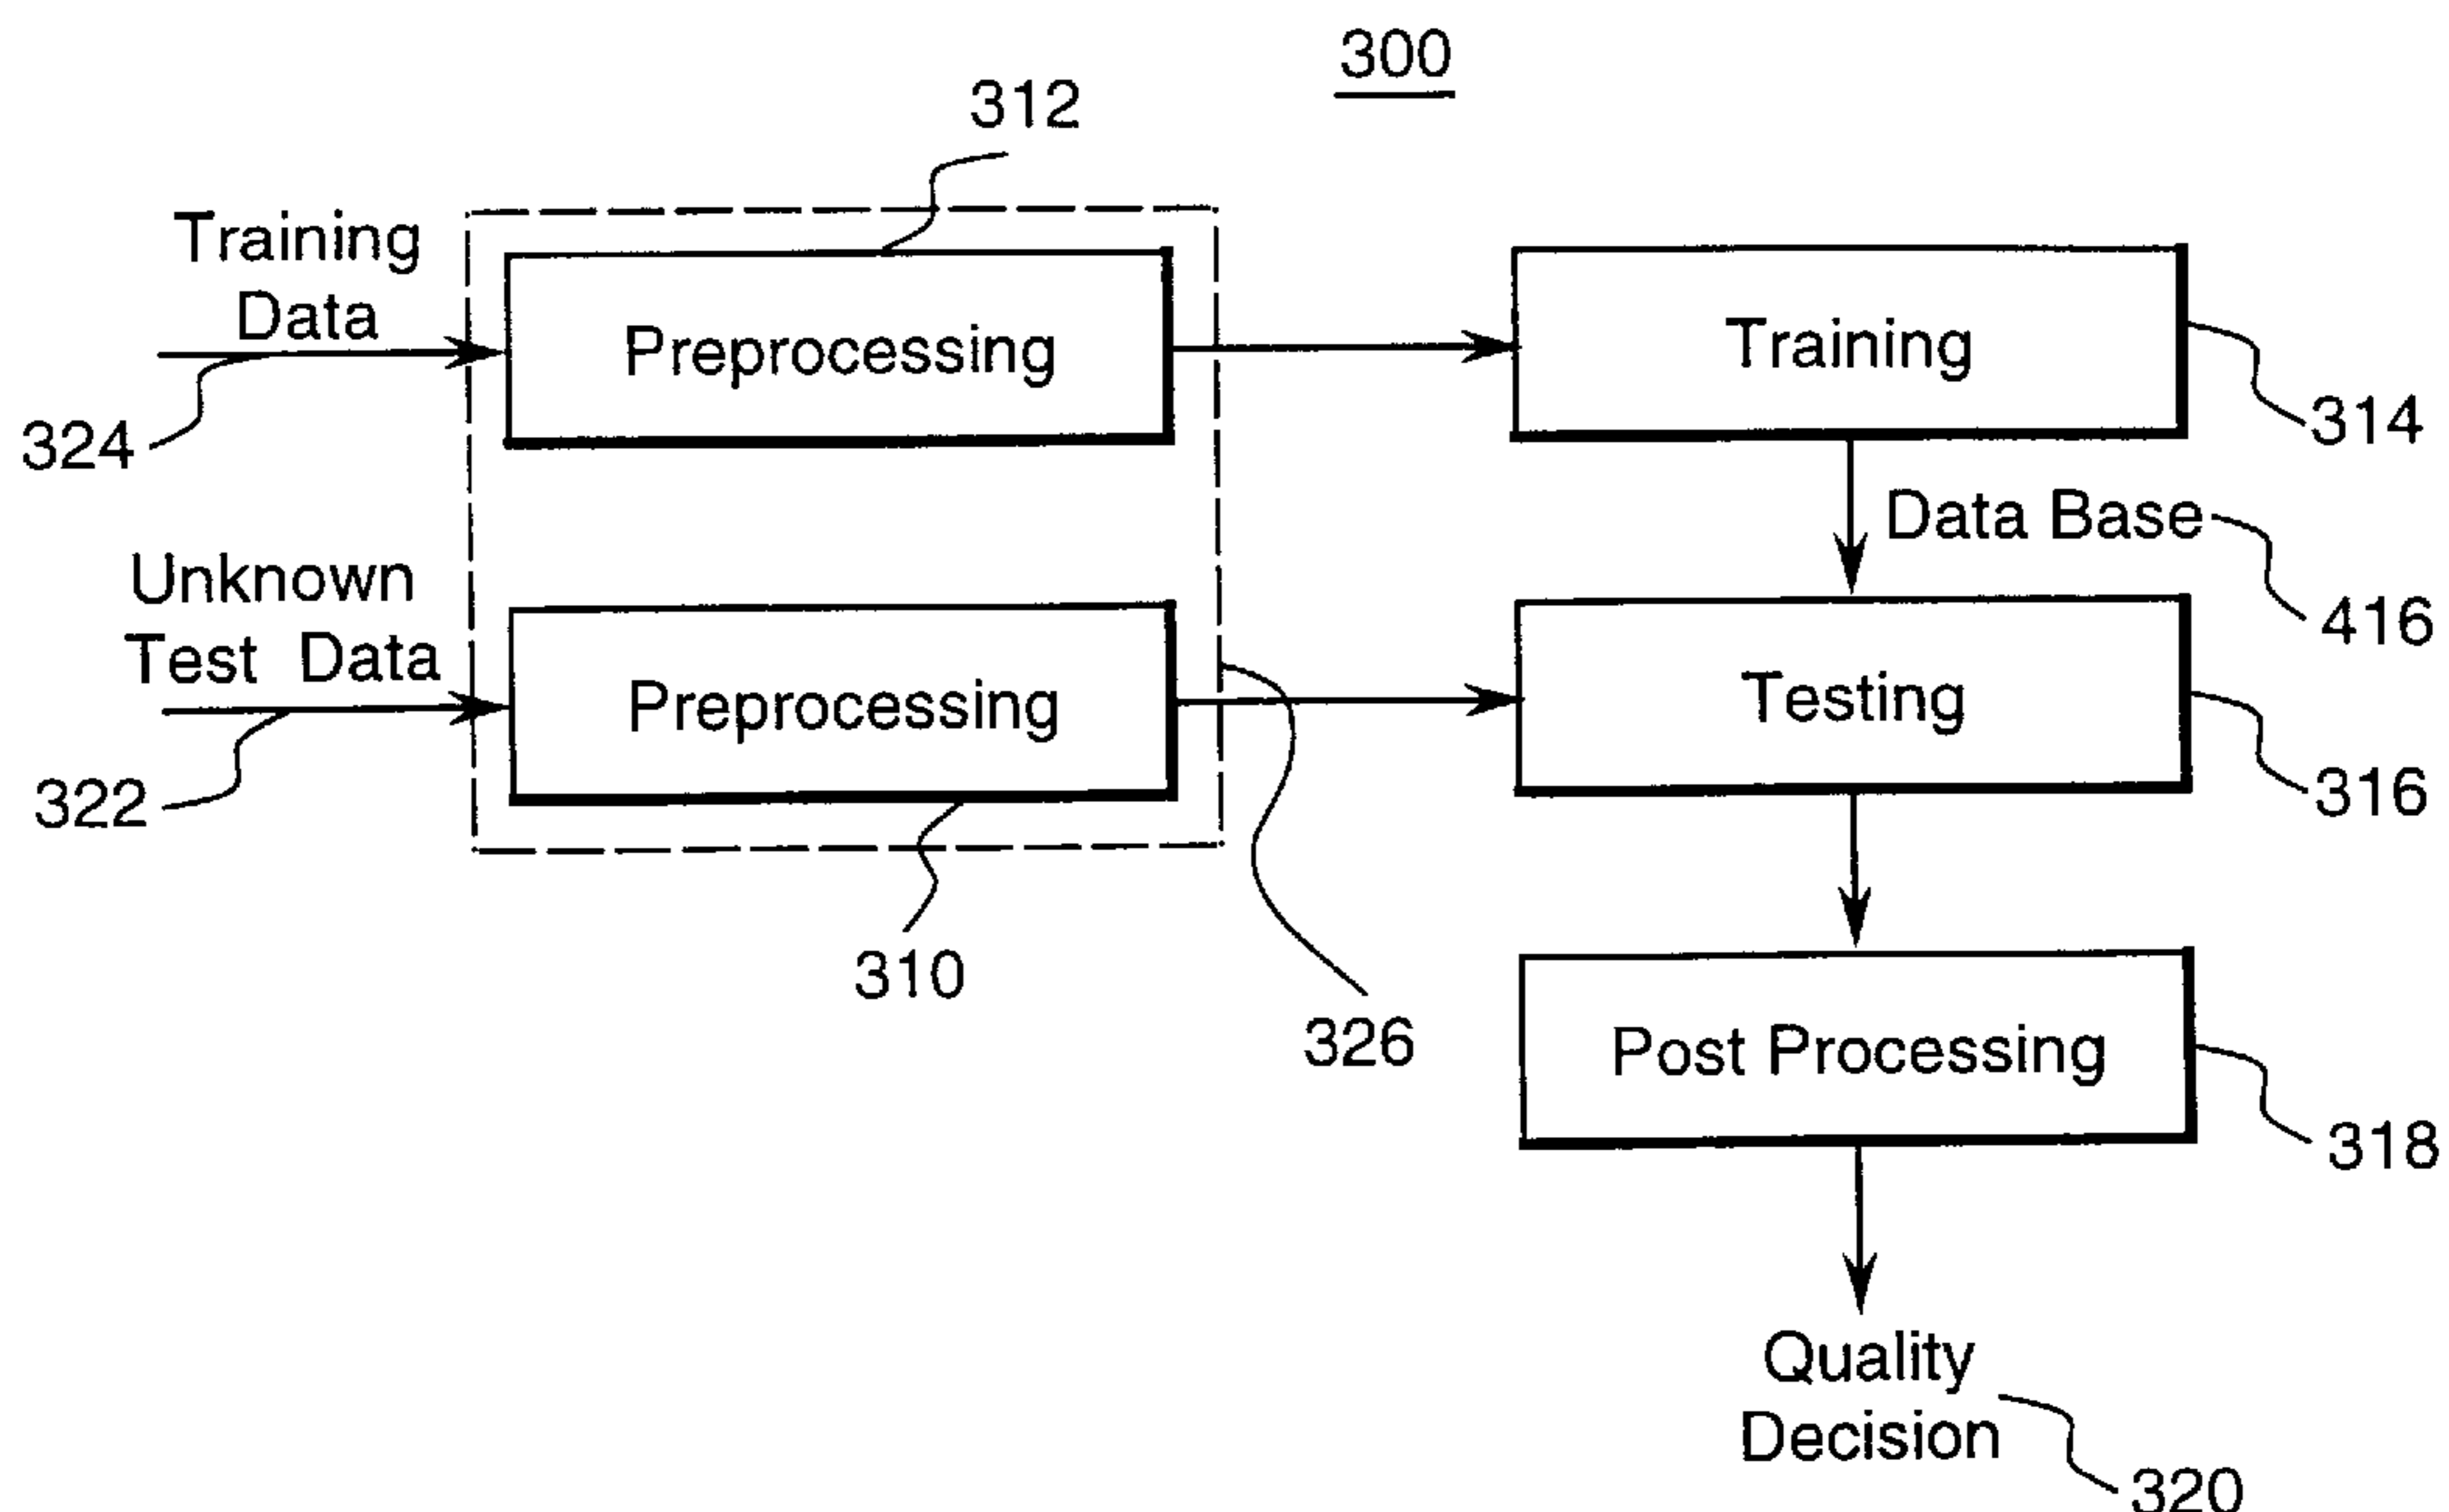 300
312
Training
Data
Preprocessing
Training
324
314
Data Base
Unknown
Test Data
416
Preprocessing
Testing
322
316
310
326
Post Processing
318
Quality
Decision
320